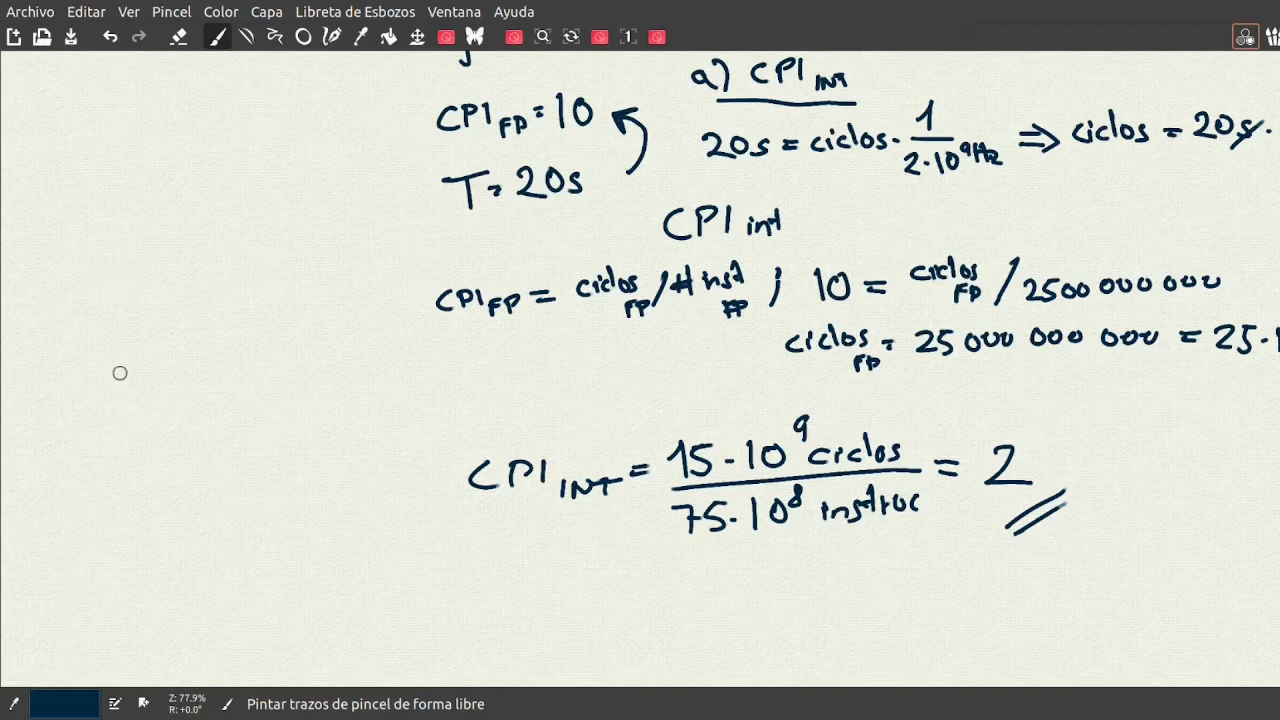 Archivo Editar Ver Pincel Color Capa Libreta de Esbozos Ventana Ayuda
1
a) CPI INT
CPI FP = 10
20s = ciclos · 1 / 2·10⁹Hz ⇒ ciclos = 20s ·
T = 20s
CPI int
CPI FP = ciclos FP / # inst FP ; 10 = ciclos FP / 2500 000 000
ciclos FP = 25 000 000 000 = 25 ·
CPI INT = 15 · 10⁹ ciclos / 75 · 10⁸ instruc = 2
Z: 77.9%
R: +0.0°
Pintar trazos de pincel de forma libre